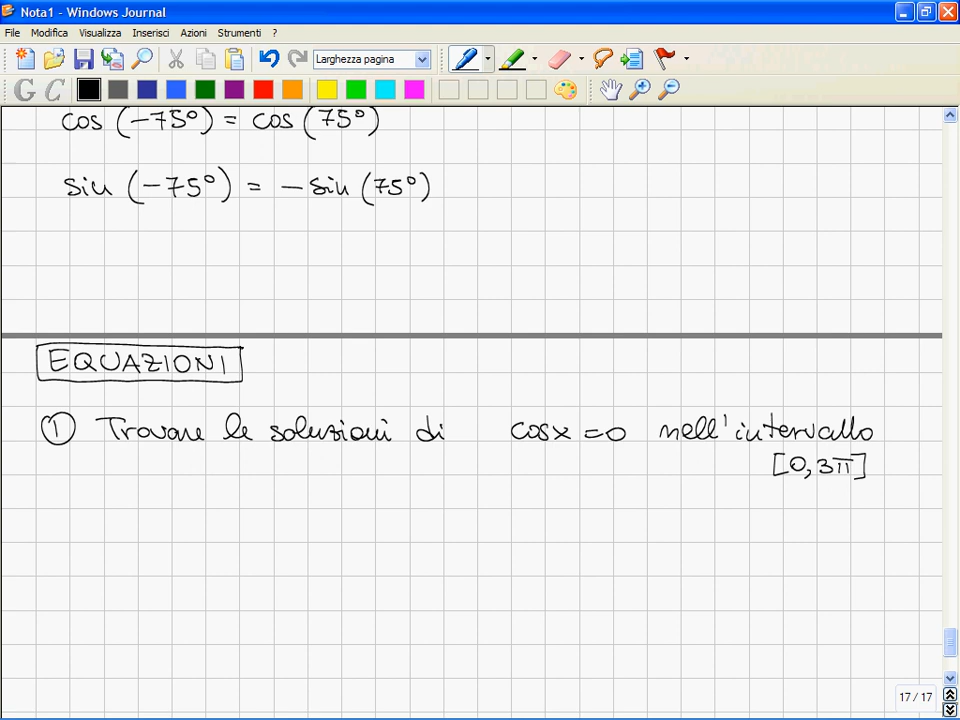 Nota1 - Windows Journal
File Modifica Visualizza Inserisci Azioni Strumenti ?
Larghezza pagina
G C
cos (-75°) = cos (75°)
sin (-75°) = - sin (75°)
EQUAZIONI
① Trovare le soluzioni di cosx = 0 nell'intervallo
[0, 3π]
17 / 17